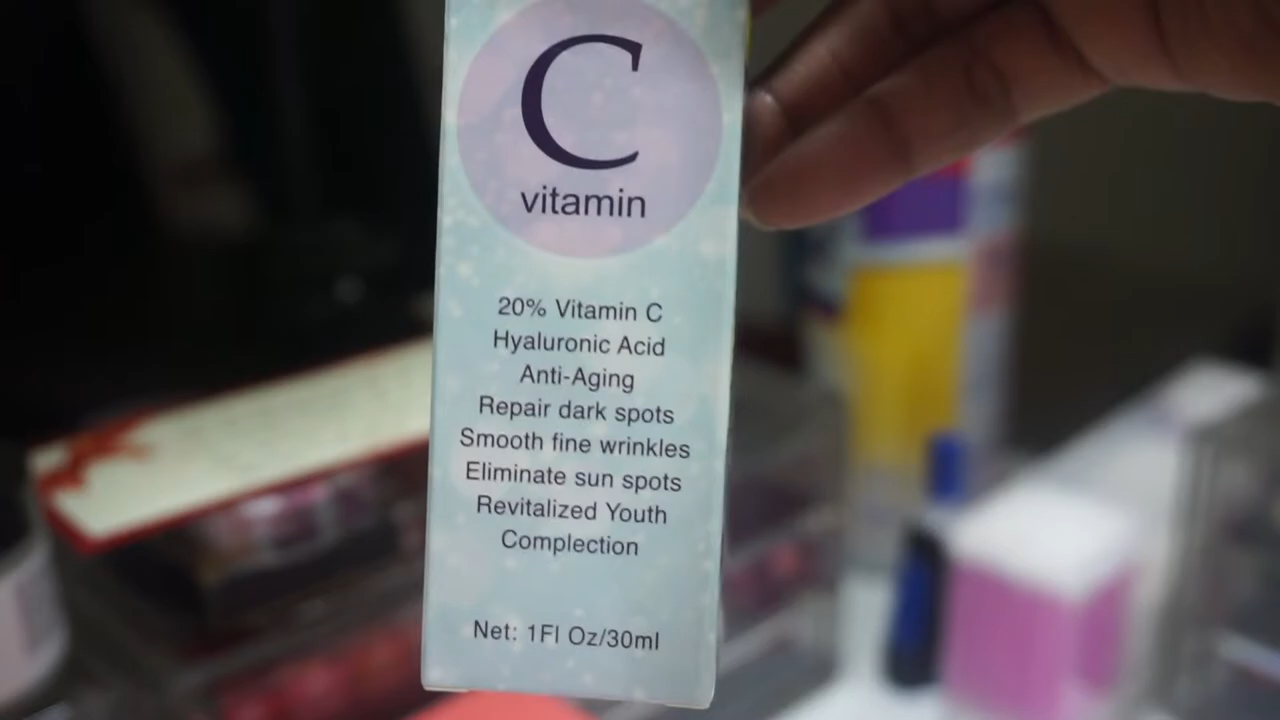 C
vitamin
20% Vitamin C
Hyaluronic Acid
Anti-Aging
Repair dark spots
Smooth fine wrinkles
Eliminate sun spots
Revitalized Youth
Complection
Net: 1Fl Oz/30ml